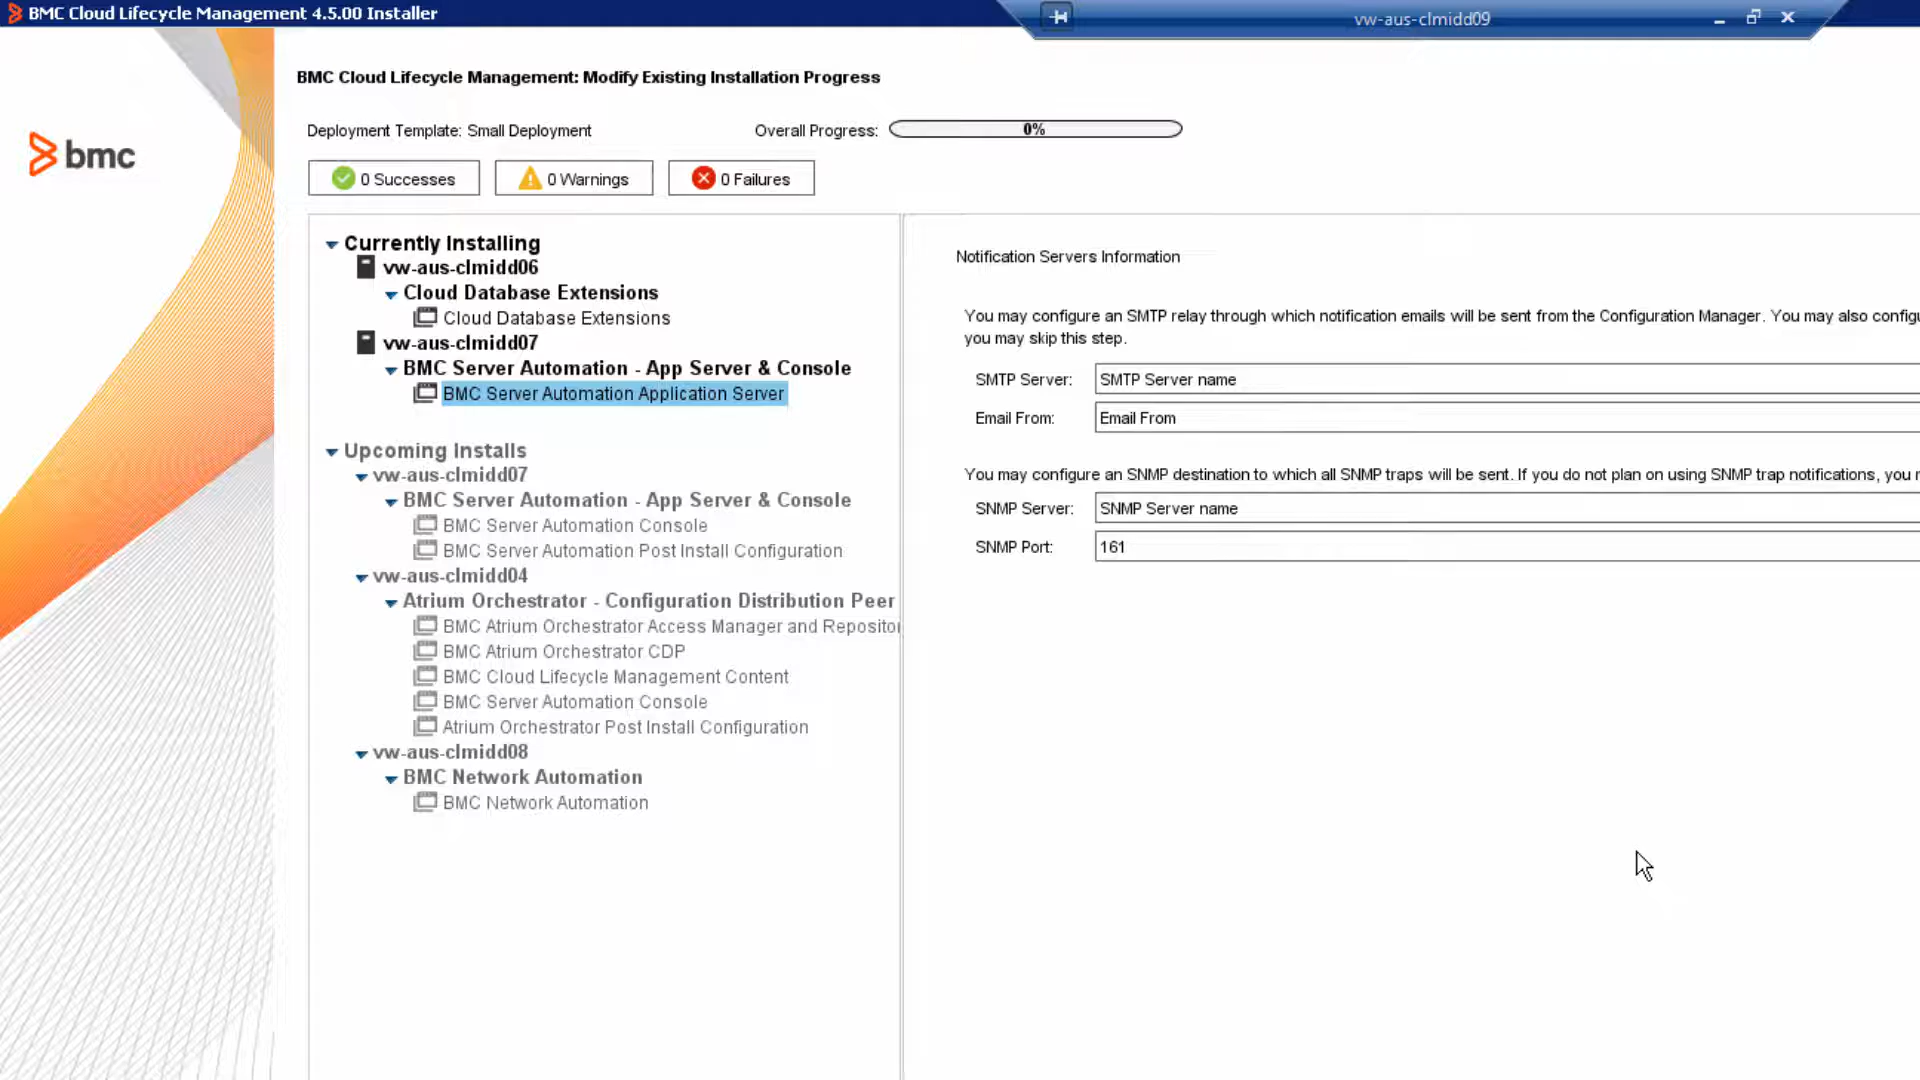 BMC Cloud Lifecycle Management 4.5.00 Installer
vw-aus-clmidd09
bmc
BMC Cloud Lifecycle Management: Modify Existing Installation Progress
Deployment Template: Small Deployment
Overall Progress:
0%
0 Successes
0 Warnings
0 Failures
Currently Installing
vw-aus-clmidd06
Cloud Database Extensions
Cloud Database Extensions
vw-aus-clmidd07
BMC Server Automation - App Server & Console
BMC Server Automation Application Server
Upcoming Installs
vw-aus-clmidd07
BMC Server Automation - App Server & Console
BMC Server Automation Console
BMC Server Automation Post Install Configuration
vw-aus-clmidd04
Atrium Orchestrator - Configuration Distribution Peer
BMC Atrium Orchestrator Access Manager and Repositor
BMC Atrium Orchestrator CDP
BMC Cloud Lifecycle Management Content
BMC Server Automation Console
Atrium Orchestrator Post Install Configuration
vw-aus-clmidd08
BMC Network Automation
BMC Network Automation
Notification Servers Information
You may configure an SMTP relay through which notification emails will be sent from the Configuration Manager. You may also configu
you may skip this step.
SMTP Server:
SMTP Server name
Email From:
Email From
You may configure an SNMP destination to which all SNMP traps will be sent. If you do not plan on using SNMP trap notifications, you
SNMP Server:
SNMP Server name
SNMP Port:
161